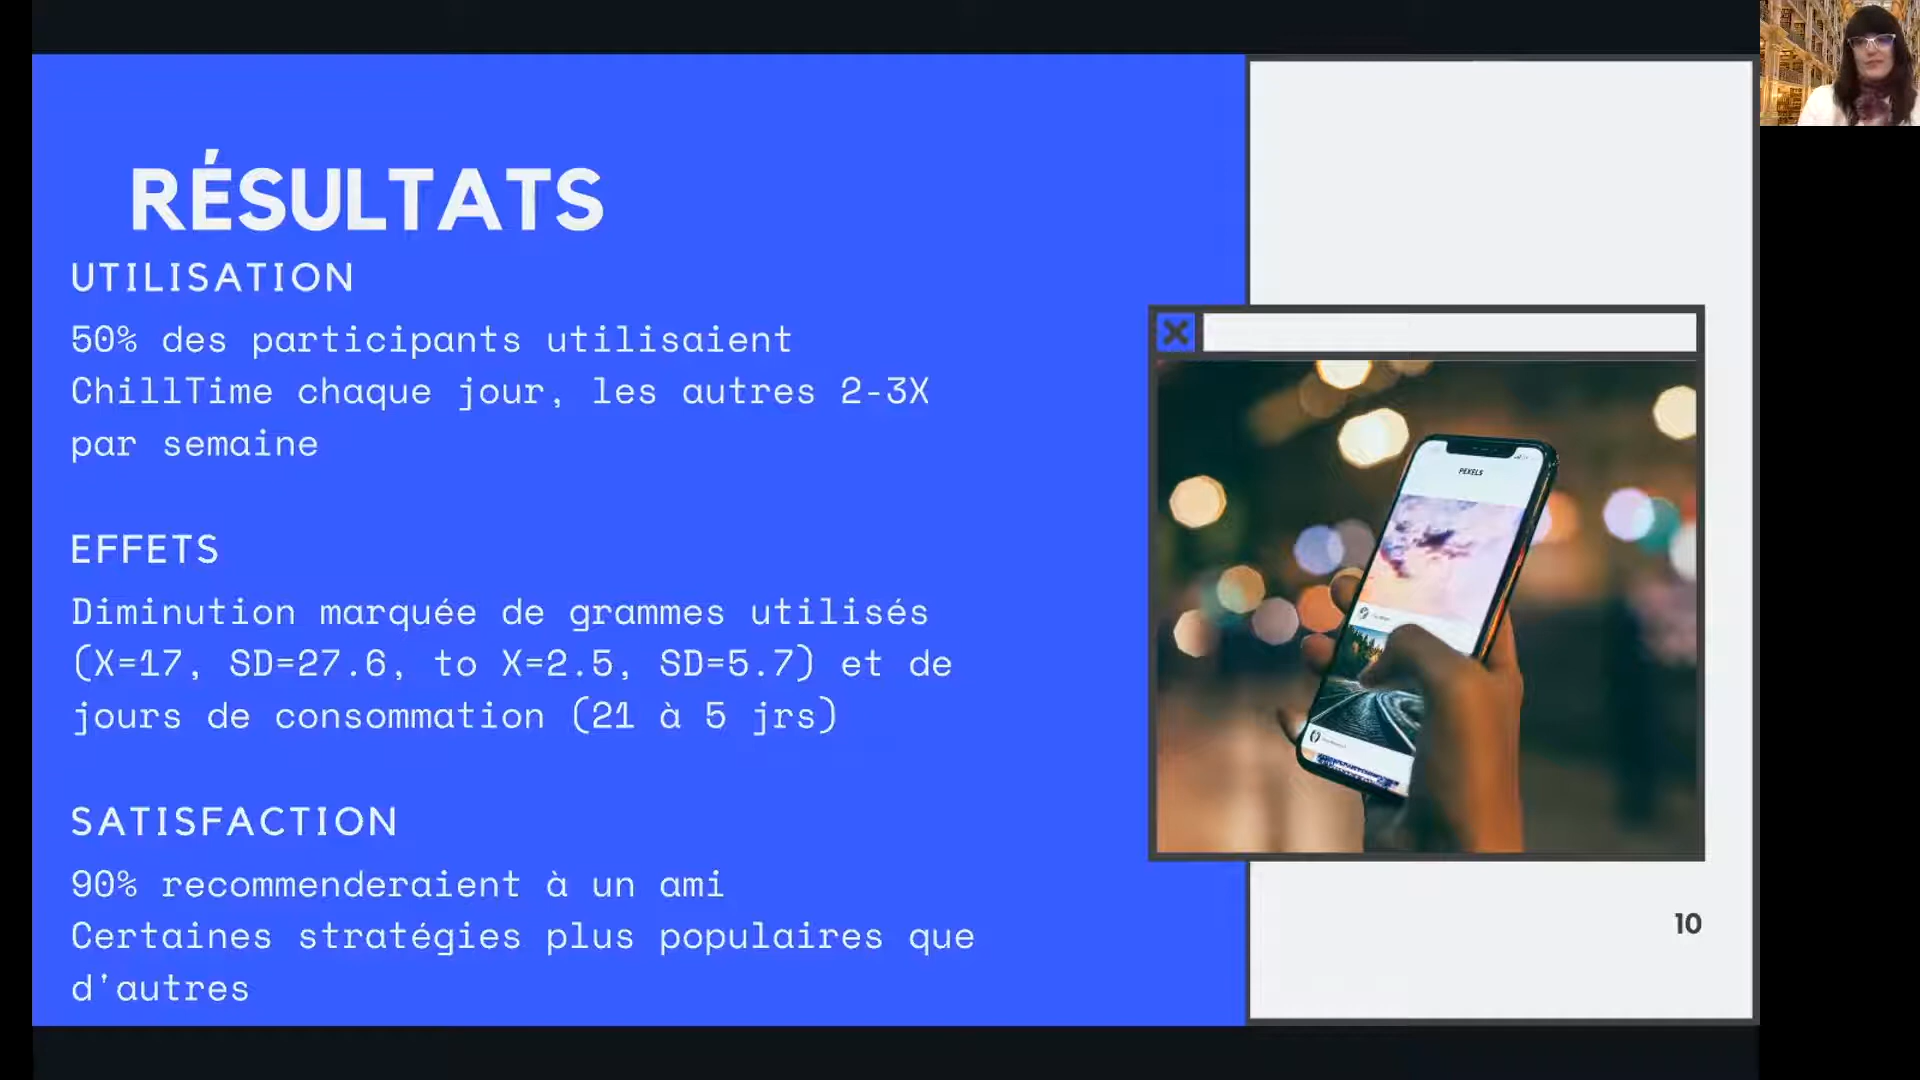 RÉSULTATS
UTILISATION
50% des participants utilisaient
ChillTime chaque jour, les autres 2-3X
par semaine
EFFETS
Diminution marquée de grammes utilisés
(X=17, SD=27.6, to X=2.5, SD=5.7) et de
jours de consommation (21 à 5 jrs)
SATISFACTION
90% recommenderaient à un ami
Certaines stratégies plus populaires que
d'autres
PEXELS
10